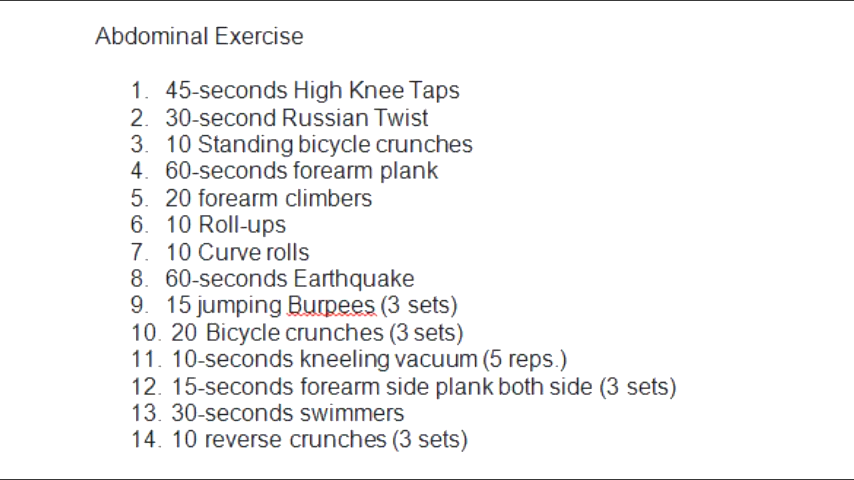 Abdominal Exercise
1. 45-seconds High Knee Taps
2. 30-second Russian Twist
3. 10 Standing bicycle crunches
4. 60-seconds forearm plank
5. 20 forearm climbers
6. 10 Roll-ups
7. 10 Curve rolls
8. 60-seconds Earthquake
9. 15 jumping Burpees (3 sets)
10. 20 Bicycle crunches (3 sets)
11. 10-seconds kneeling vacuum (5 reps.)
12. 15-seconds forearm side plank both side (3 sets)
13. 30-seconds swimmers
14. 10 reverse crunches (3 sets)